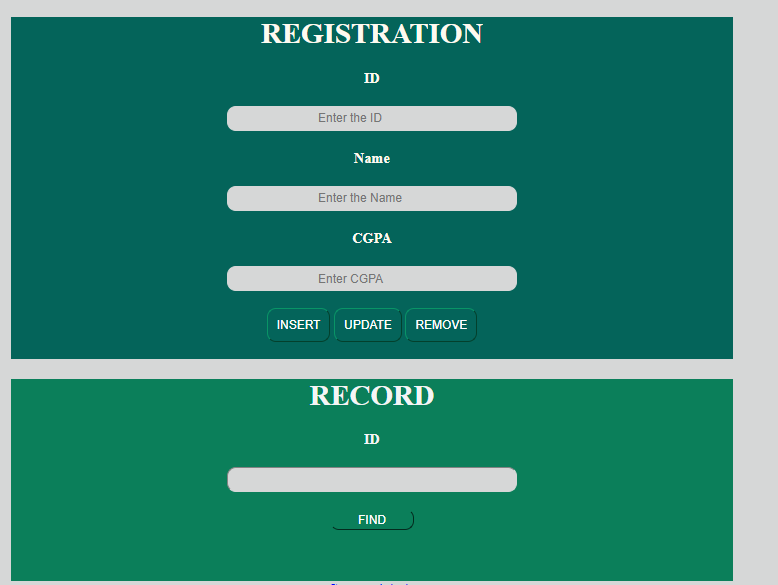 REGISTRATION
ID
Enter the ID
Name
Enter the Name
CGPA
Enter CGPA
INSERT UPDATE REMOVE
RECORD
ID
FIND